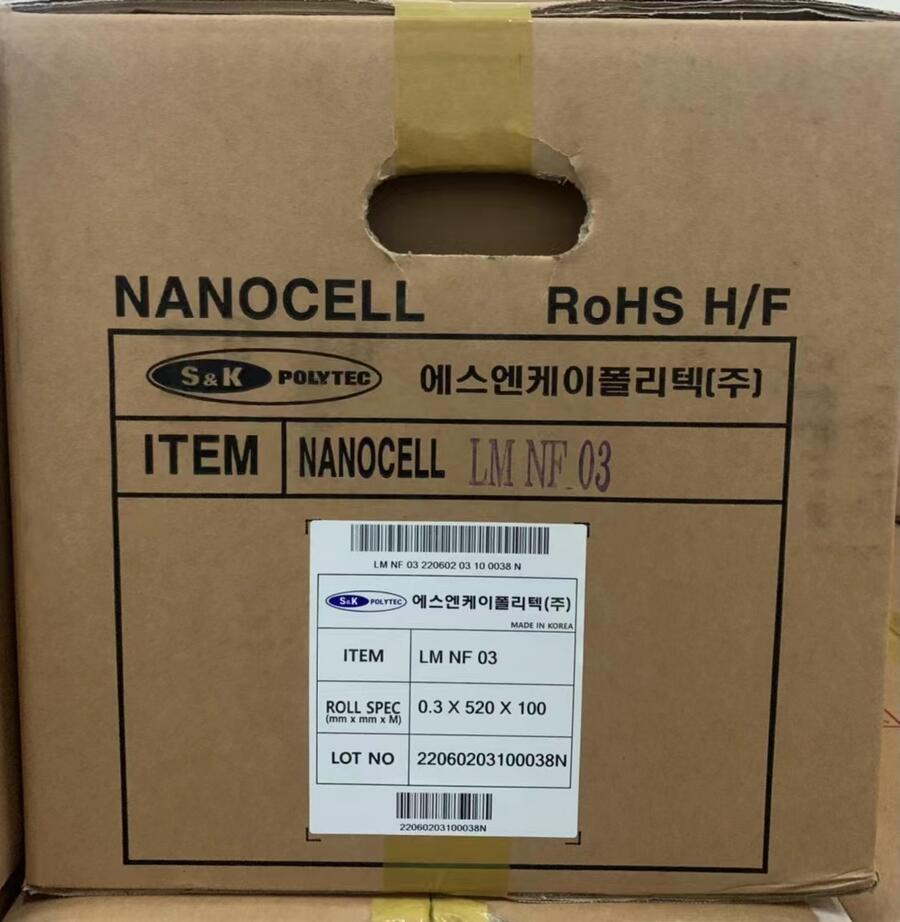 NANOCELL RoHS H/F
S&K POLYTEC 에스엔케이폴리텍(주)
ITEM NANOCELL LM NF 03
LM NF 03 220602 03 10 0038 N
S&K POLYTEC 에스엔케이폴리텍(주)
MADE IN KOREA
ITEM LM NF 03
ROLL SPEC 0.3 X 520 X 100
(mm x mm x M)
LOT NO 22060203100038N
22060203100038N